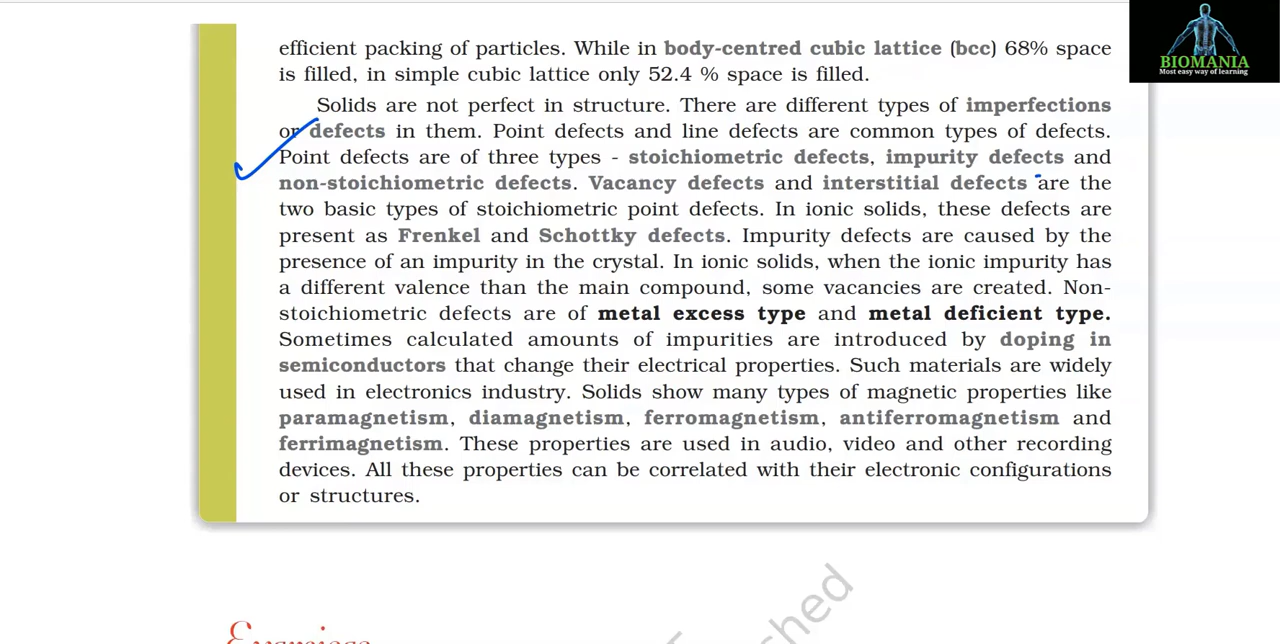 efficient packing of particles. While in body-centred cubic lattice (bcc) 68% space
is filled, in simple cubic lattice only 52.4 % space is filled.
Solids are not perfect in structure. There are different types of imperfections
or defects in them. Point defects and line defects are common types of defects.
Point defects are of three types - stoichiometric defects, impurity defects and
non-stoichiometric defects. Vacancy defects and interstitial defects are the
two basic types of stoichiometric point defects. In ionic solids, these defects are
present as Frenkel and Schottky defects. Impurity defects are caused by the
presence of an impurity in the crystal. In ionic solids, when the ionic impurity has
a different valence than the main compound, some vacancies are created. Non-
stoichiometric defects are of metal excess type and metal deficient type.
Sometimes calculated amounts of impurities are introduced by doping in
semiconductors that change their electrical properties. Such materials are widely
used in electronics industry. Solids show many types of magnetic properties like
paramagnetism, diamagnetism, ferromagnetism, antiferromagnetism and
ferrimagnetism. These properties are used in audio, video and other recording
devices. All these properties can be correlated with their electronic configurations
or structures.
BIOMANIA
Most easy way of learning